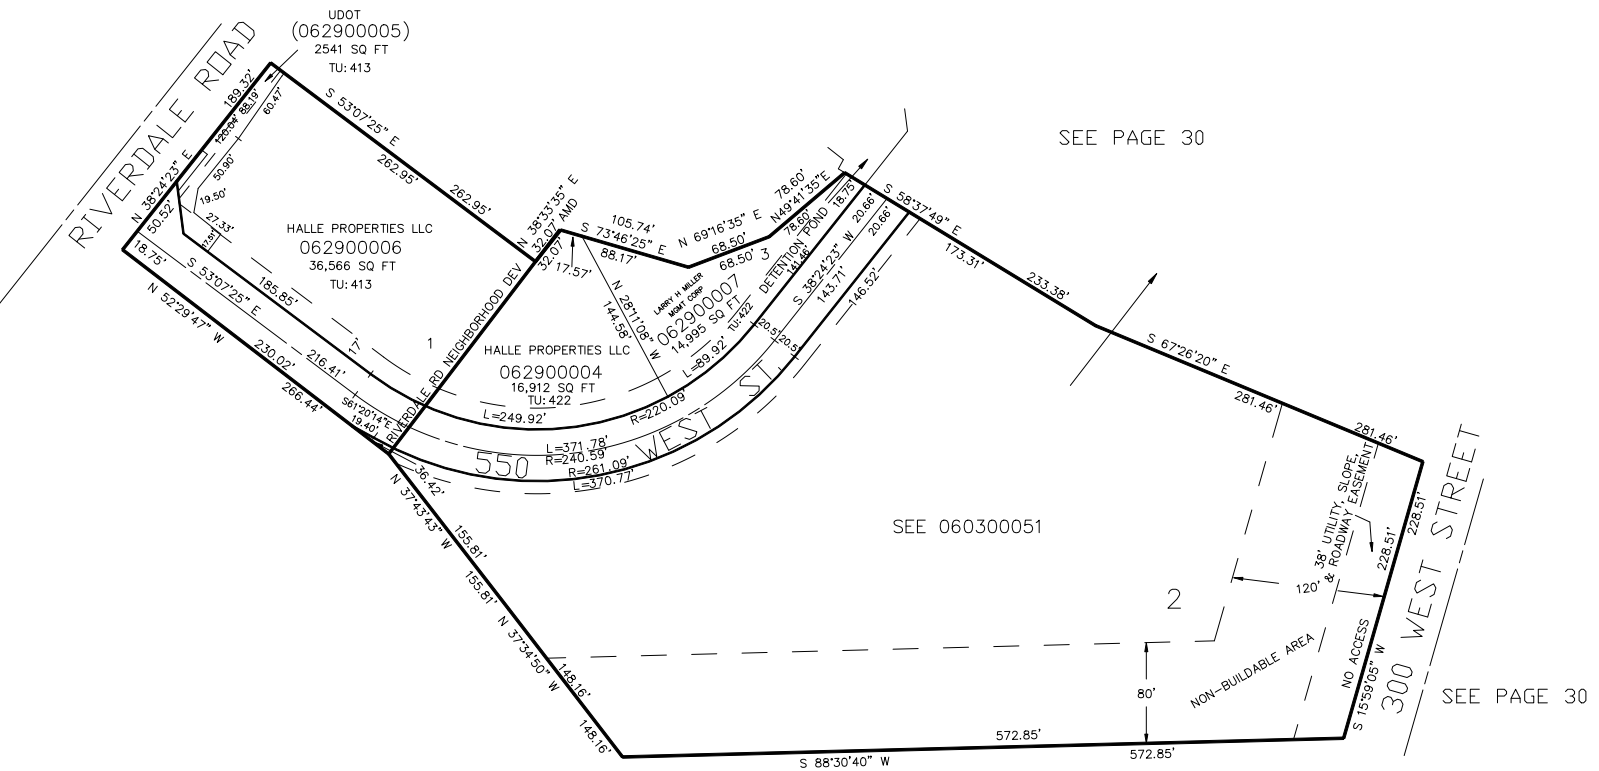 UDOT
(062900005)
2541 SQ FT
TU: 413
RIVERDALE ROAD
189.32'
88.19'
120.04'
60.47'
50.90'
19.50'
27.33'
17.51'
N 38°24'23" E
50.52'
18.75'
S 53°07'25" E
262.95'
262.95'
HALLE PROPERTIES LLC
062900006
36,566 SQ FT
TU: 413
S 53°07'25" E
185.85'
17'
216.41'
N 52°29'47" W
230.02'
266.44'
S61°20'14"E
19.40'
1
RIVERDALE RD NEIGHBORHOOD DEV
N 38°33'35" E
32.07' AMD
32.07'
17.57'
105.74'
S 73°46'25" E
88.17'
N 69°16'35" E
68.50'
68.50'
78.60'
N49°41'35"E
78.60'
3
N 28°11'08" W
144.58'
LARRY H MILLER
MGMT CORP
062900007
14,995 SQ FT
TU: 422
DETENTION POND
141.46'
18.75'
20.66'
20.66'
S 38°24'23" W
143.71'
146.52'
HALLE PROPERTIES LLC
062900004
16,912 SQ FT
TU: 422
L=89.92'
20.51'
20.51'
L=249.92'
R=220.09'
L=371.78'
R=240.59'
R=261.09'
L=370.77'
550 WEST ST.
36.42'
N 37°43'43" W
155.81'
155.81'
N 37°34'50" W
148.16'
148.16'
SEE PAGE 30
S 58°37'49" E
173.31'
233.38'
S 67°26'20" E
281.46'
281.46'
SEE 060300051
2
38' UTILITY, SLOPE,
& ROADWAY EASEMENT
120'
228.51'
228.51'
300 WEST STREET
NO ACCESS
S 15°59'05" W
NON-BUILDABLE AREA
80'
SEE PAGE 30
572.85'
572.85'
S 88°30'40" W